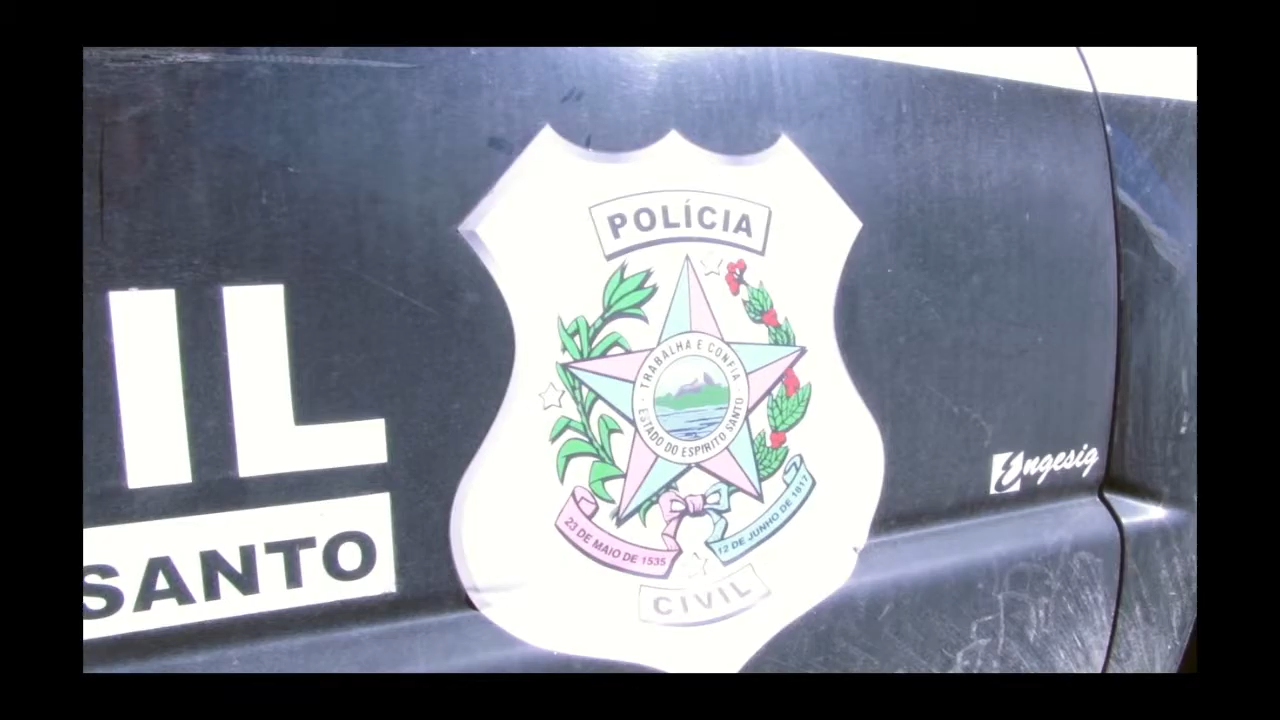 IL
SANTO
POLÍCIA
TRABALHA E CONFIA
ESTADO DO ESPIRITO SANTO
23 DE MAIO DE 1535
12 DE JUNHO DE 1817
CIVIL
Engesig